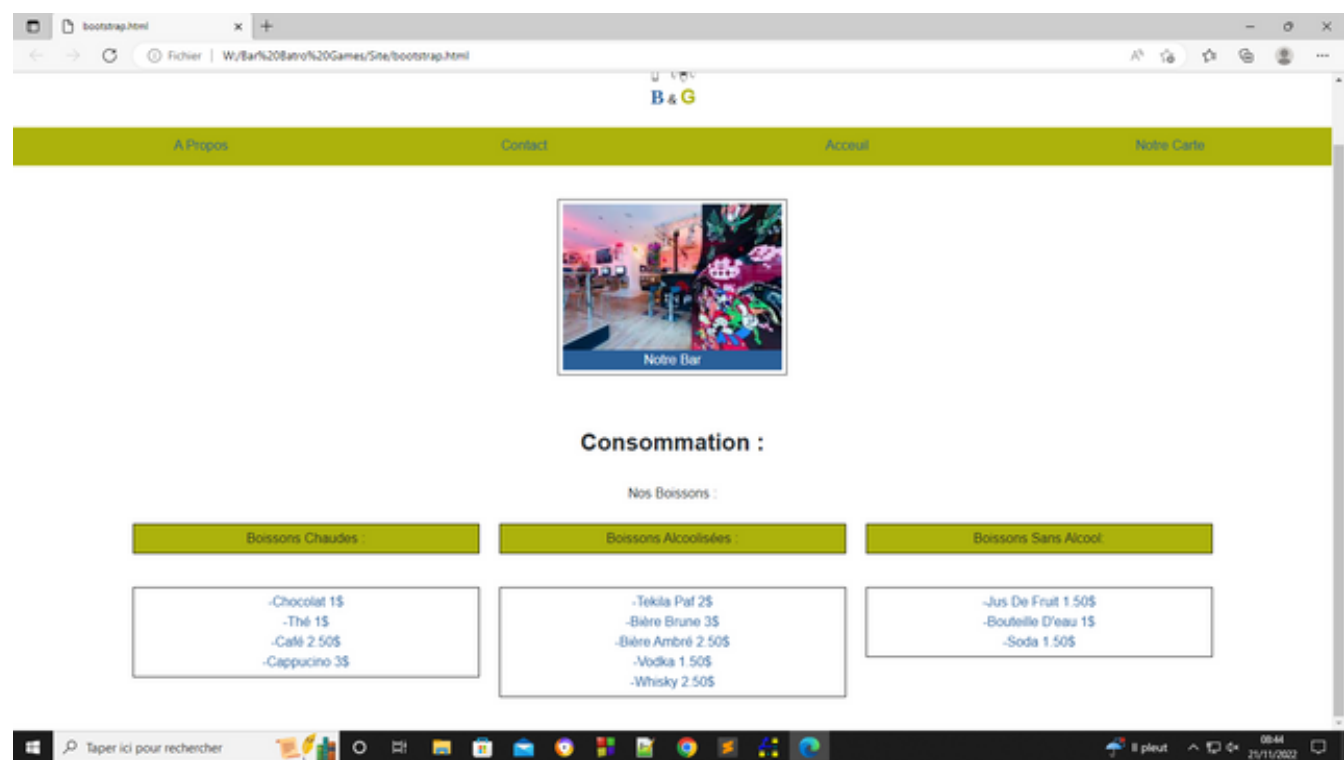 bootstrap.html
Fichier | W:/Bar%20Batro%20Games/Site/bootstrap.html
B & G
A Propos Contact Acceuil Notre Carte
Notre Bar
Consommation :
Nos Boissons :
Boissons Chaudes : Boissons Alcoolisées : Boissons Sans Alcool:
-Chocolat 1$
-Thé 1$
-Café 2.50$
-Cappucino 3$
-Tekila Paf 2$
-Bière Brune 3$
-Bière Ambré 2.50$
-Vodka 1.50$
-Whisky 2.50$
-Jus De Fruit 1.50$
-Bouteille D'eau 1$
-Soda 1.50$
Taper ici pour rechercher
Il pleut
08:44
21/11/2022